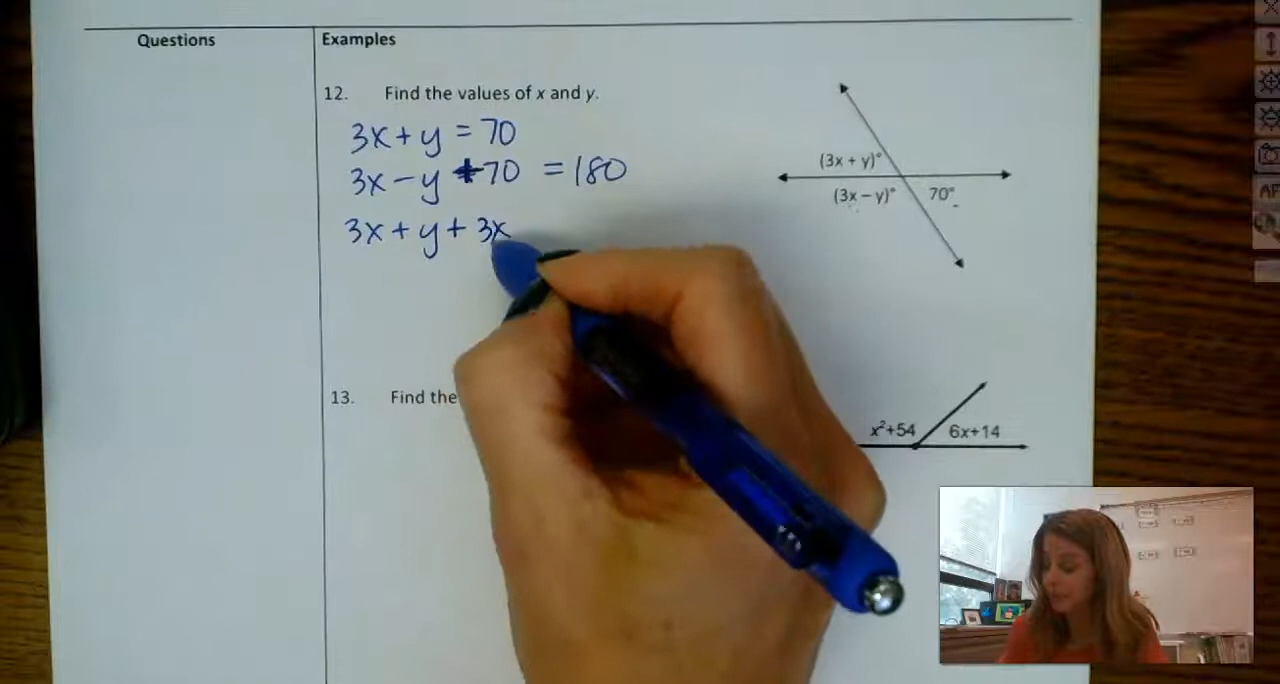 Questions
Examples
12. Find the values of x and y.
3x + y = 70
3x - y + 70 = 180
3x + y + 3x
(3x + y)°
(3x – y)°
70°
13. Find the
x²+54
6x+14
AF